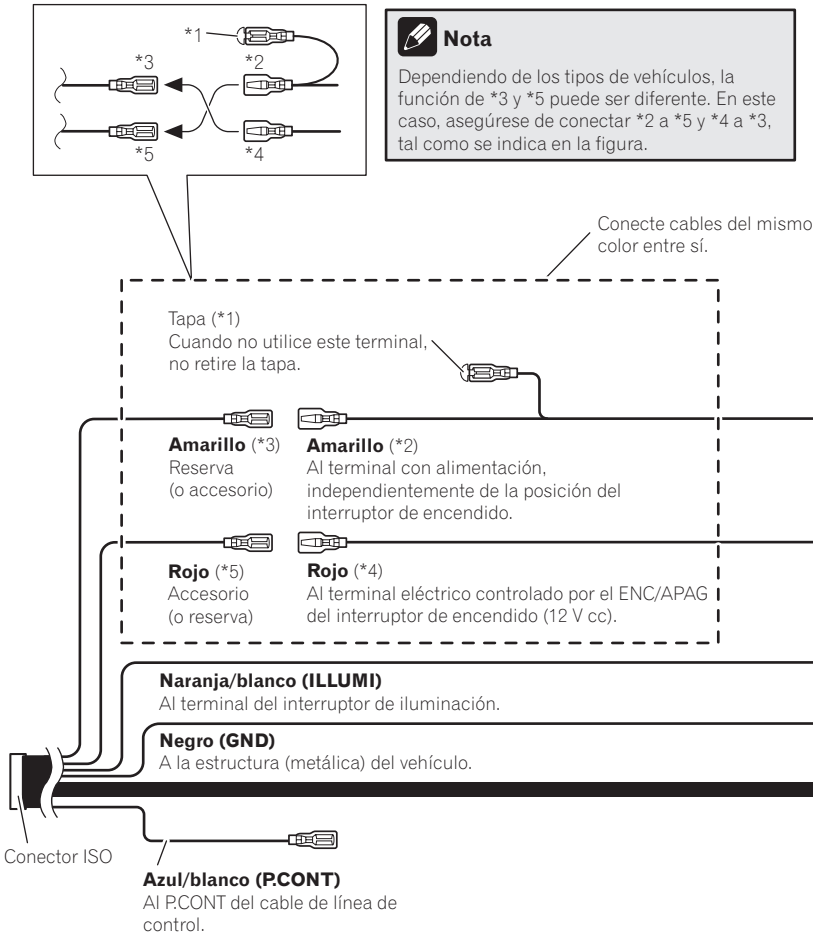 *1
*3
*2
*5
*4
Nota
Dependiendo de los tipos de vehículos, la
función de *3 y *5 puede ser diferente. En este
caso, asegúrese de conectar *2 a *5 y *4 a *3,
tal como se indica en la figura.
Conecte cables del mismo
color entre sí.
Tapa (*1)
Cuando no utilice este terminal,
no retire la tapa.
Amarillo (*3)
Reserva
(o accesorio)
Amarillo (*2)
Al terminal con alimentación,
independientemente de la posición del
interruptor de encendido.
Rojo (*5)
Accesorio
(o reserva)
Rojo (*4)
Al terminal eléctrico controlado por el ENC/APAG
del interruptor de encendido (12 V cc).
Naranja/blanco (ILLUMI)
Al terminal del interruptor de iluminación.
Negro (GND)
A la estructura (metálica) del vehículo.
Conector ISO
Azul/blanco (P.CONT)
Al P.CONT del cable de línea de
control.